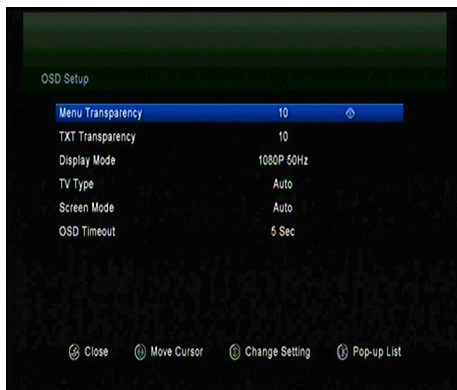 OSD Setup
Menu Transparency 10
TXT Transparency 10
Display Mode 1080P 50Hz
TV Type Auto
Screen Mode Auto
OSD Timeout 5 Sec
Close Move Cursor Change Setting Pop-up List